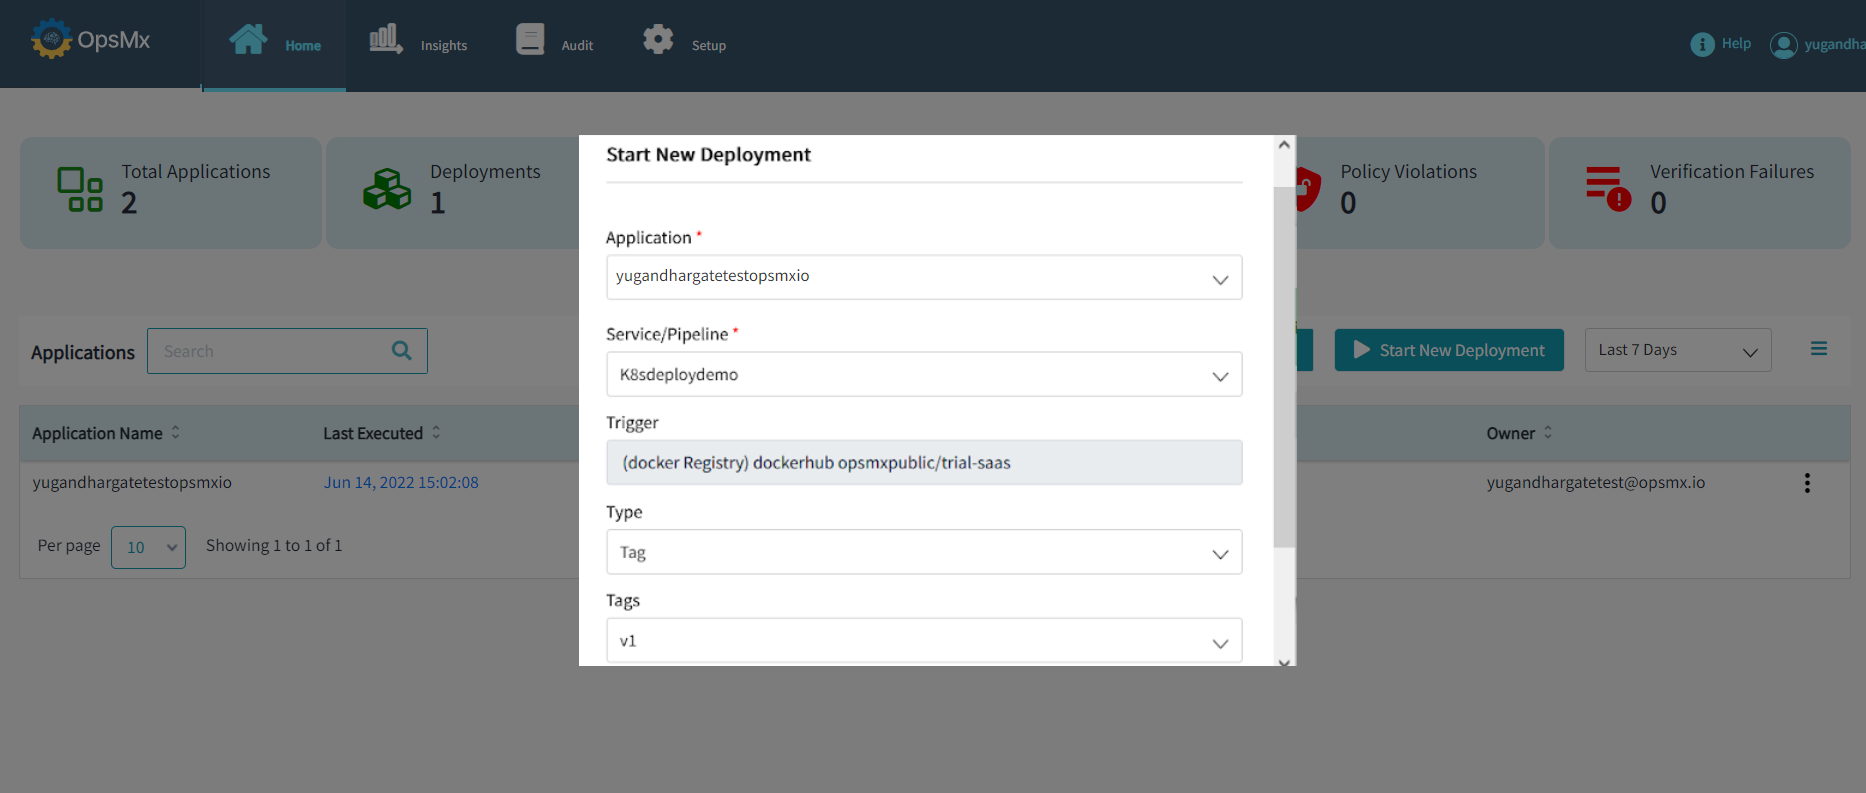 OpsMx
Home
Insights
Audit
Setup
Help
yugandha
Total Applications
2
Deployments
1
Policy Violations
0
Verification Failures
0
Start New Deployment
Application *
yugandhargatetestopsmxio
Service/Pipeline *
K8sdeploydemo
Trigger
(docker Registry) dockerhub opsmxpublic/trial-saas
Type
Tag
Tags
v1
Applications
Search
Start New Deployment
Last 7 Days
Application Name
Last Executed
Owner
yugandhargatetestopsmxio
Jun 14, 2022 15:02:08
yugandhargatetest@opsmx.io
Per page
10
Showing 1 to 1 of 1